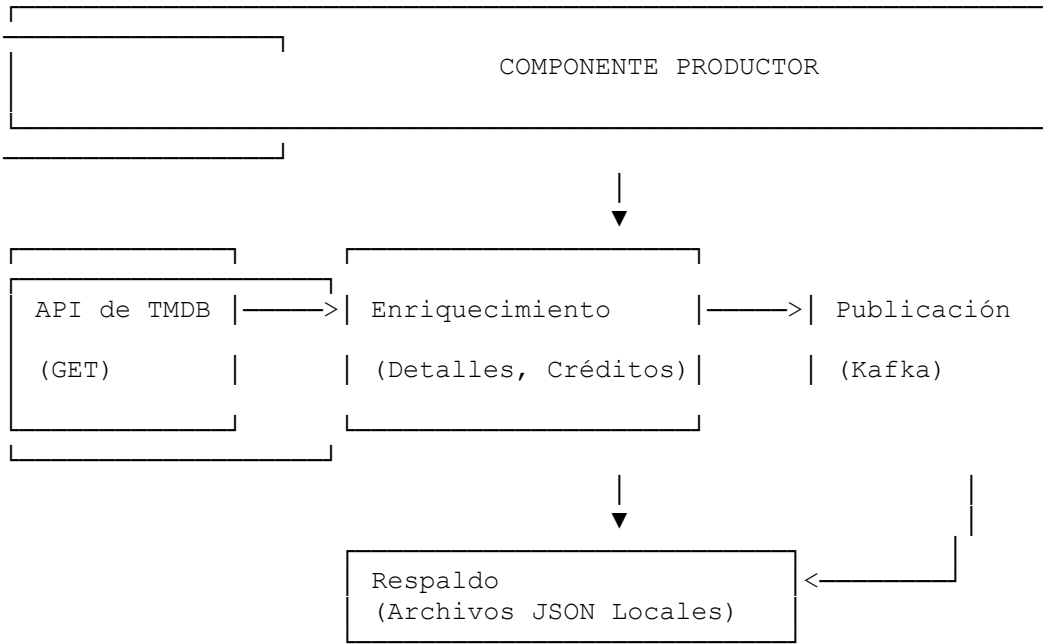 COMPONENTE PRODUCTOR
API de TMDB Enriquecimiento Publicación
(GET) (Detalles, Créditos) (Kafka)
Respaldo
(Archivos JSON Locales)